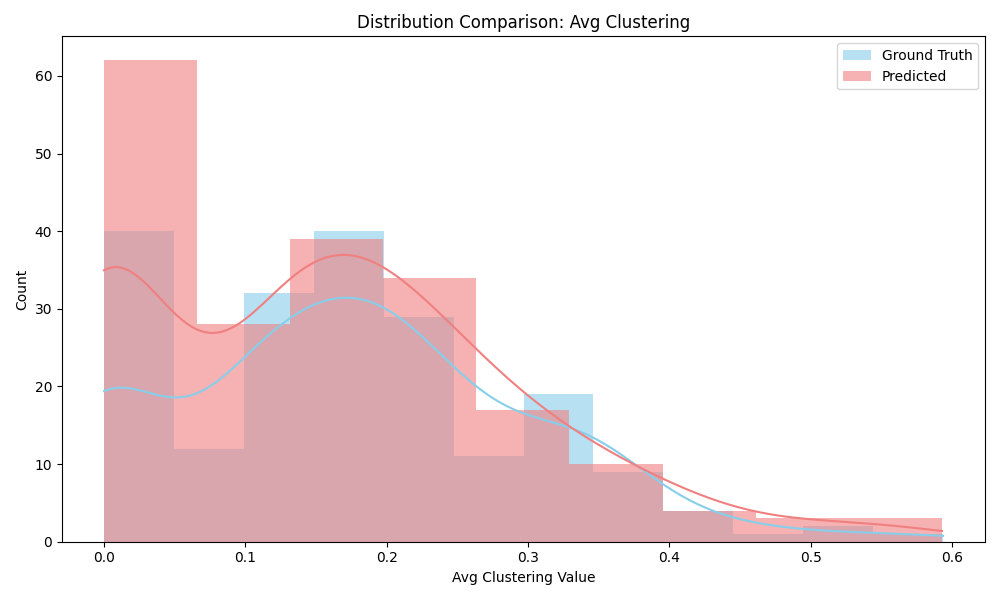 Distribution Comparison: Avg Clustering
Ground Truth
Predicted
Count
60
50
40
30
20
10
0
0.0 0.1 0.2 0.3 0.4 0.5 0.6
Avg Clustering Value